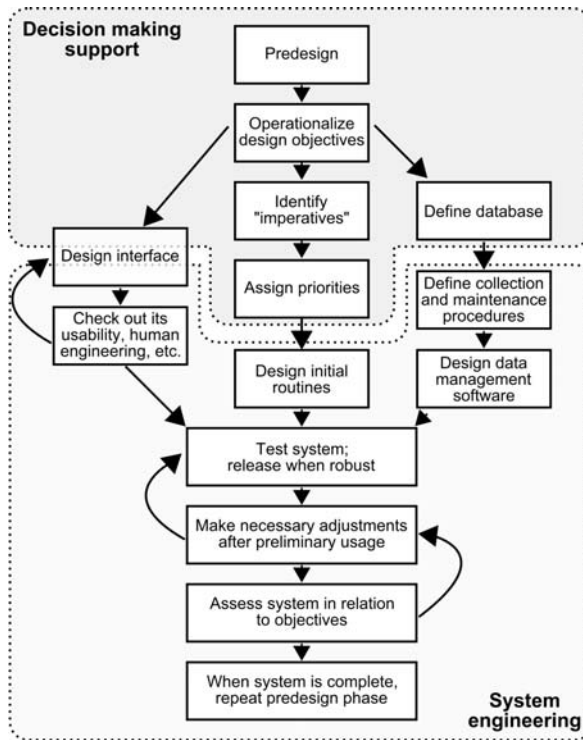 Decision making
support
Predesign
Operationalize
design objectives
Identify
"imperatives"
Define database
Design interface
Assign priorities
Define collection
and maintenance
procedures
Check out its
usability, human
engineering, etc.
Design initial
routines
Design data
management
software
Test system;
release when robust
Make necessary adjustments
after preliminary usage
Assess system in relation
to objectives
When system is complete,
repeat predesign phase
System
engineering